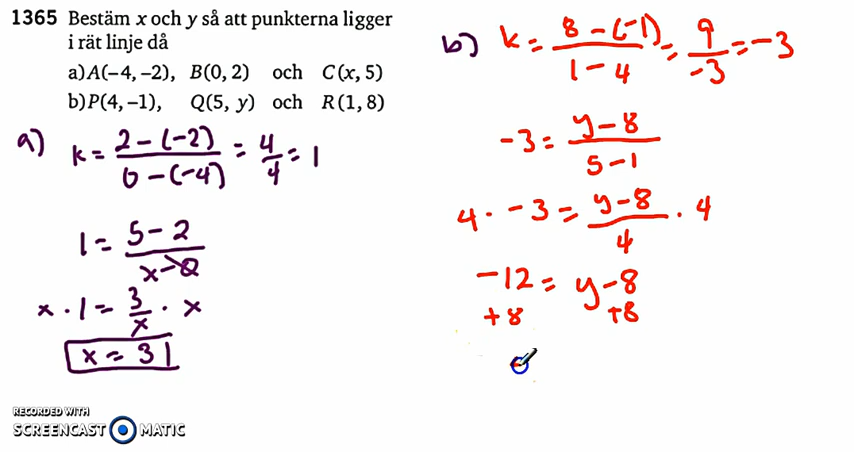 1365 Bestäm x och y så att punkterna ligger
i rät linje då
a) A(−4, −2), B(0, 2) och C(x, 5)
b) P(4, −1), Q(5, y) och R(1, 8)
a) k = 2 − (−2) / 0 − (−4) = 4/4 = 1
1 = 5 − 2 / x − 0
x · 1 = 3/x · x
x = 3
b) k = 8 − (−1) / 1 − 4 = 9/−3 = −3
−3 = y − 8 / 5 − 1
4 · −3 = y − 8 / 4 · 4
−12 = y − 8
+8 +8
RECORDED WITH
SCREENCAST MATIC